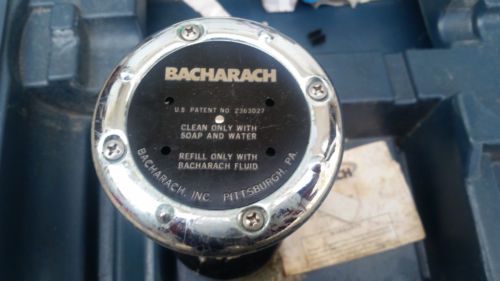 BACHARACH
U.S PATENT NO. 2363027
CLEAN ONLY WITH
SOAP AND WATER
REFILL ONLY WITH
BACHARACH FLUID
BACHARACH, INC. PITTSBURGH, PA.